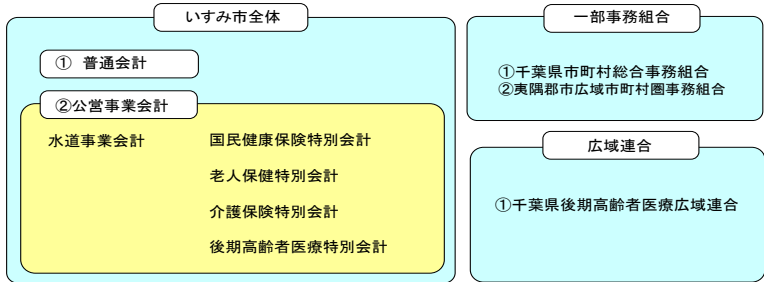 いすみ市全体
① 普通会計
②公営事業会計
水道事業会計
国民健康保険特別会計
老人保健特別会計
介護保険特別会計
後期高齢者医療特別会計
一部事務組合
①千葉県市町村総合事務組合
②夷隅郡市広域市町村圏事務組合
広域連合
①千葉県後期高齢者医療広域連合